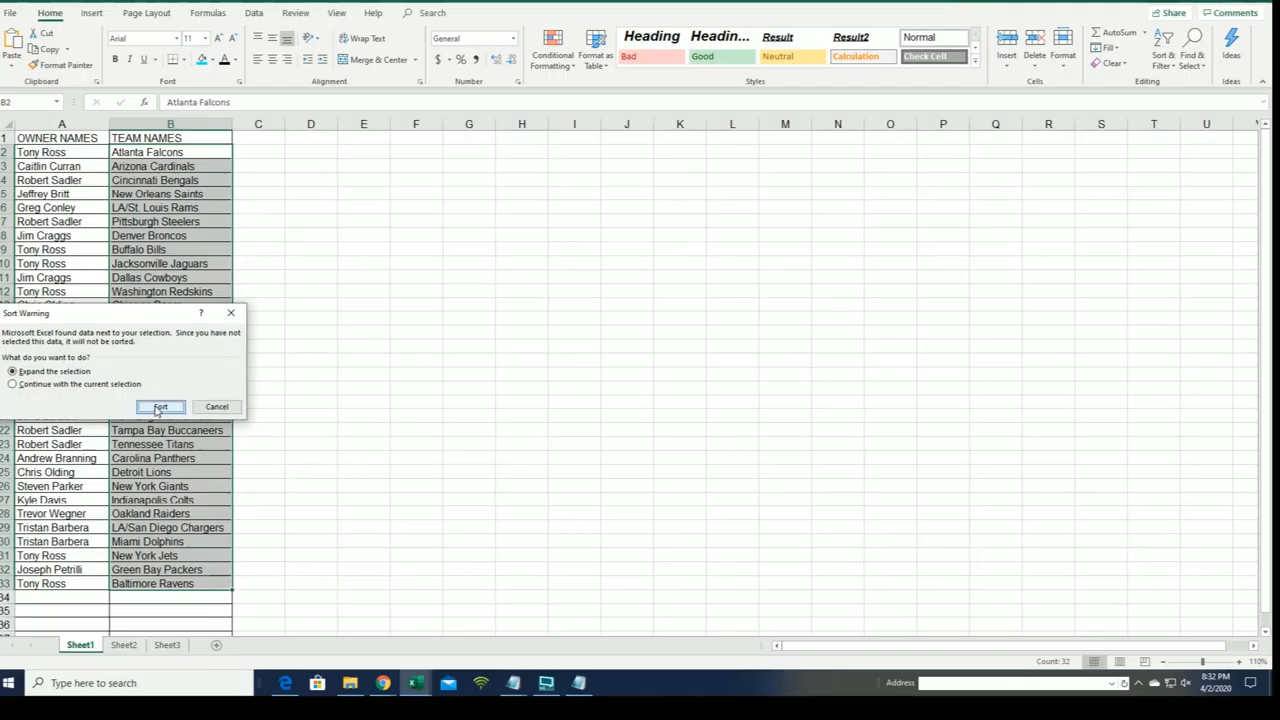 File Home Insert Page Layout Formulas Data Review View Help Search Share Comments
Cut
Copy
Format Painter
Paste
Arial 11
Wrap Text
Merge & Center
General
Conditional Formatting
Format as Table
Heading Headin... Result Result2 Normal
Bad Good Neutral Calculation Check Cell
Insert Delete Format
AutoSum
Fill
Clear
Sort & Filter
Find & Select
Ideas
Clipboard Font Alignment Number Styles Cells Editing Ideas
B2 fx Atlanta Falcons
A B C D E F G H I J K L M N O P Q R S T U
1 OWNER NAMES TEAM NAMES
2 Tony Ross Atlanta Falcons
3 Caitlin Curran Arizona Cardinals
4 Robert Sadler Cincinnati Bengals
5 Jeffrey Britt New Orleans Saints
6 Greg Conley LA/St. Louis Rams
7 Robert Sadler Pittsburgh Steelers
8 Jim Craggs Denver Broncos
9 Tony Ross Buffalo Bills
10 Tony Ross Jacksonville Jaguars
11 Jim Craggs Dallas Cowboys
12 Tony Ross Washington Redskins
Sort Warning ?
Microsoft Excel found data next to your selection. Since you have not
selected this data, it will not be sorted.
What do you want to do?
Expand the selection
Continue with the current selection
Sort Cancel
22 Robert Sadler Tampa Bay Buccaneers
23 Robert Sadler Tennessee Titans
24 Andrew Branning Carolina Panthers
25 Chris Olding Detroit Lions
26 Steven Parker New York Giants
27 Kyle Davis Indianapolis Colts
28 Trevor Wegner Oakland Raiders
29 Tristan Barbera LA/San Diego Chargers
30 Tristan Barbera Miami Dolphins
31 Tony Ross New York Jets
32 Joseph Petrilli Green Bay Packers
33 Tony Ross Baltimore Ravens
34
35
36
Sheet1 Sheet2 Sheet3
Count: 32 110%
Type here to search
Address
8:32 PM
4/2/2020